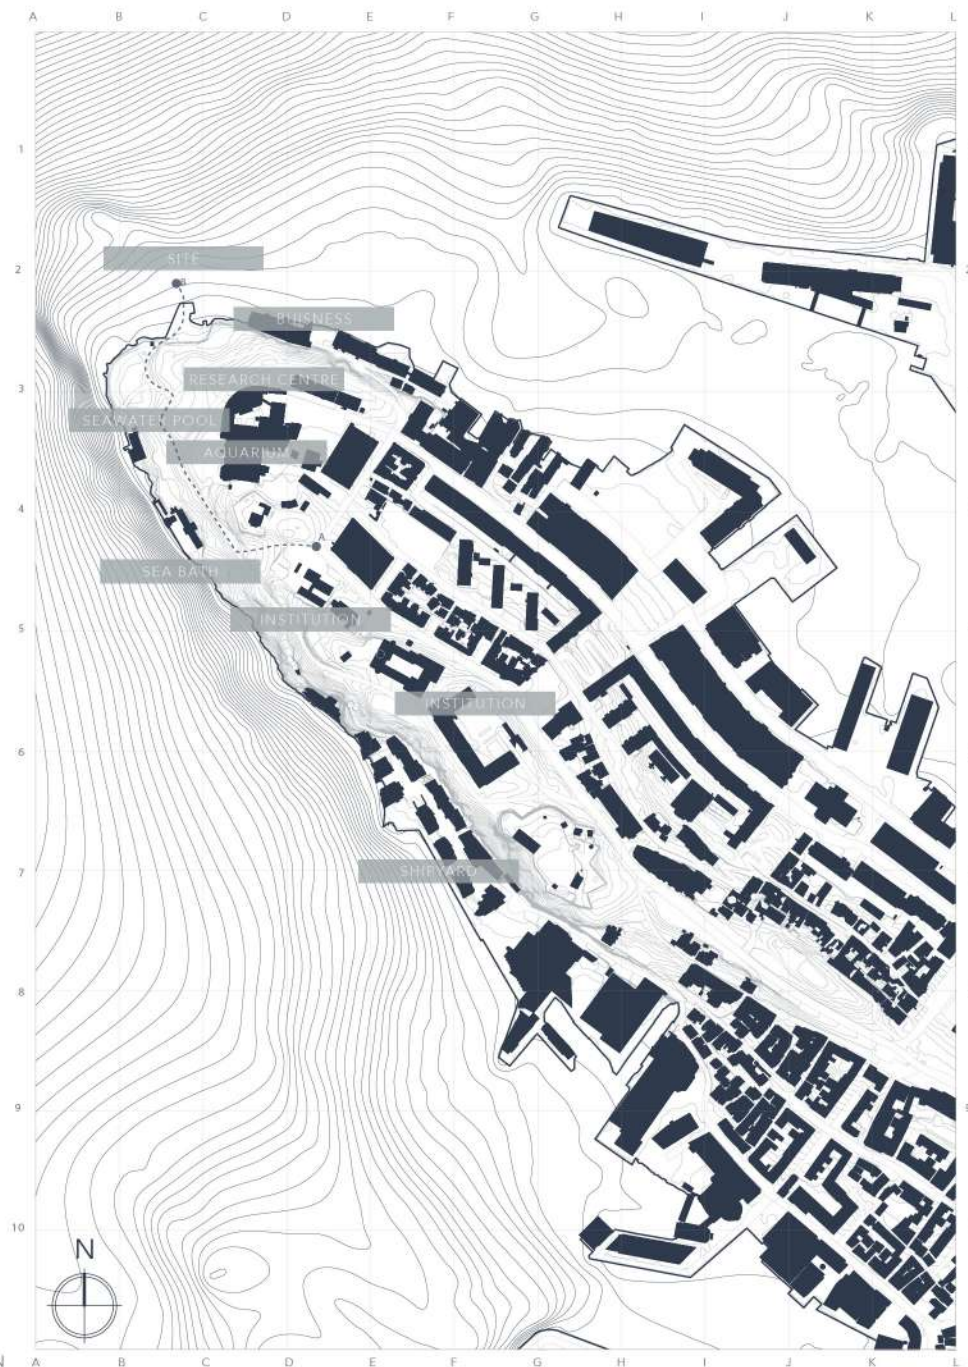 A B C D E F G H I J K L
1
SITE
2
B
BUISNESS
3
RESEARCH CENTRE
SEAWATER POOL
AQUARIUM
4
A
SEA BATH
INSTITUTION
5
INSTITUTION
6
SHIPYARD
7
8
9
10
N
A B C D E F G H I J K